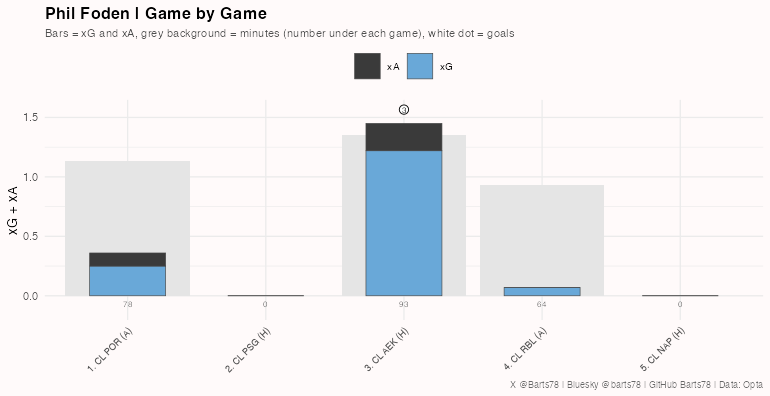 Phil Foden | Game by Game
Bars = xG and xA, grey background = minutes (number under each game), white dot = goals
xA xG
xG + xA
1.5
1.0
0.5
0.0
3
78 0 93 64 0
1. CL POR (A)
2. CL PSG (H)
3. CL AEK (H)
4. CL RBL (A)
5. CL NAP (H)
X @Barts78 | Bluesky @barts78 | GitHub Barts78 | Data: Opta